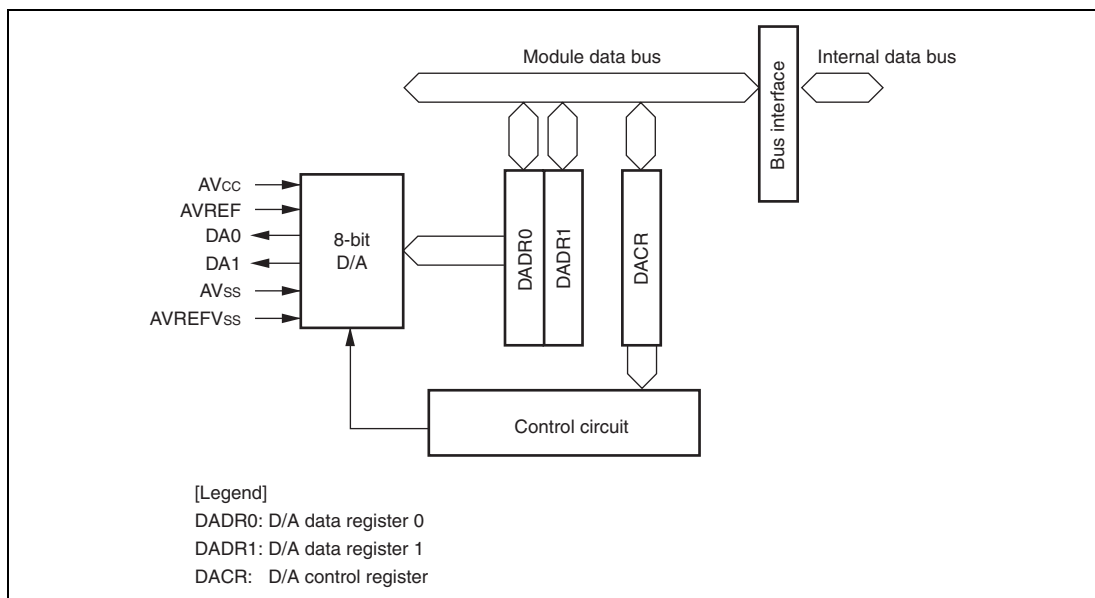 Module data bus
Internal data bus
Bus interface
AVCC
AVREF
DA0
DA1
AVSS
AVREFVSS
8-bit
D/A
DADR0
DADR1
DACR
Control circuit
[Legend]
DADR0: D/A data register 0
DADR1: D/A data register 1
DACR: D/A control register